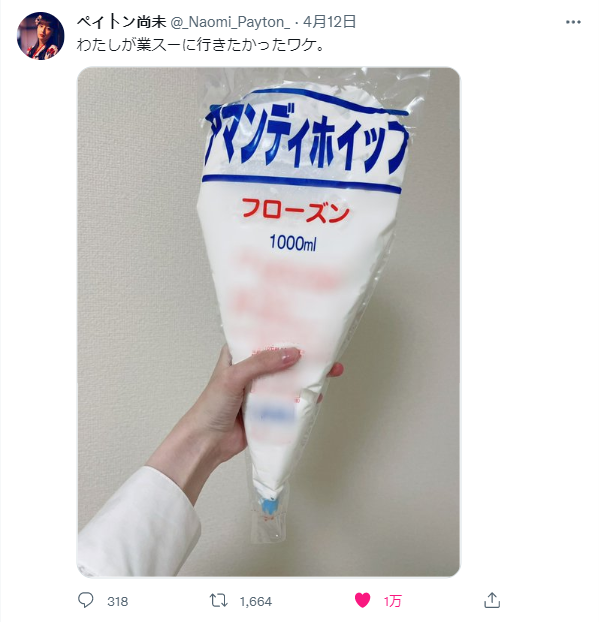 ペイトン尚未 @_Naomi_Payton_ · 4月12日
わたしが業スーに行きたかったワケ。
アマンディホイップ
フローズン
1000ml
318 1,664 1万